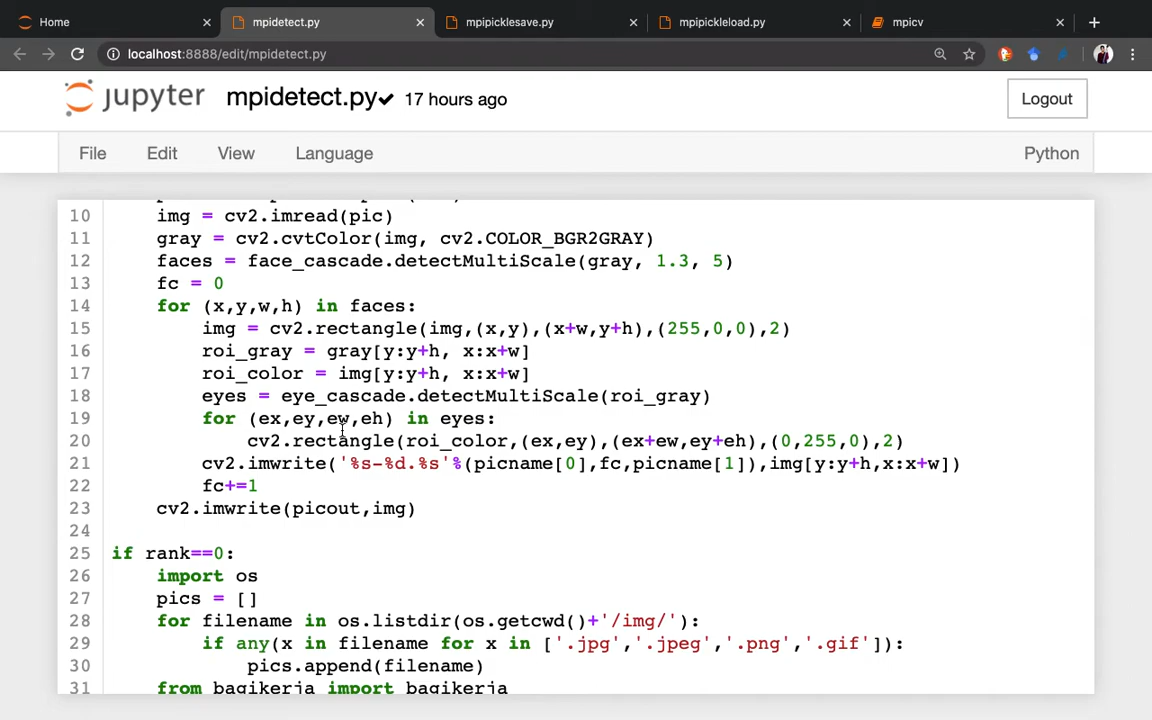 Home
mpidetect.py
mpipicklesave.py
mpipickleload.py
mpicv
localhost:8888/edit/mpidetect.py
jupyter mpidetect.py✔ 17 hours ago
Logout
File Edit View Language
Python
10 img = cv2.imread(pic)
11 gray = cv2.cvtColor(img, cv2.COLOR_BGR2GRAY)
12 faces = face_cascade.detectMultiScale(gray, 1.3, 5)
13 fc = 0
14 for (x,y,w,h) in faces:
15 img = cv2.rectangle(img,(x,y),(x+w,y+h),(255,0,0),2)
16 roi_gray = gray[y:y+h, x:x+w]
17 roi_color = img[y:y+h, x:x+w]
18 eyes = eye_cascade.detectMultiScale(roi_gray)
19 for (ex,ey,ew,eh) in eyes:
20 cv2.rectangle(roi_color,(ex,ey),(ex+ew,ey+eh),(0,255,0),2)
21 cv2.imwrite('%s-%d.%s'%(picname[0],fc,picname[1]),img[y:y+h,x:x+w])
22 fc+=1
23 cv2.imwrite(picout,img)
24
25 if rank==0:
26 import os
27 pics = []
28 for filename in os.listdir(os.getcwd()+'/img/'):
29 if any(x in filename for x in ['.jpg','.jpeg','.png','.gif']):
30 pics.append(filename)
31 from bagikerja import bagikerja